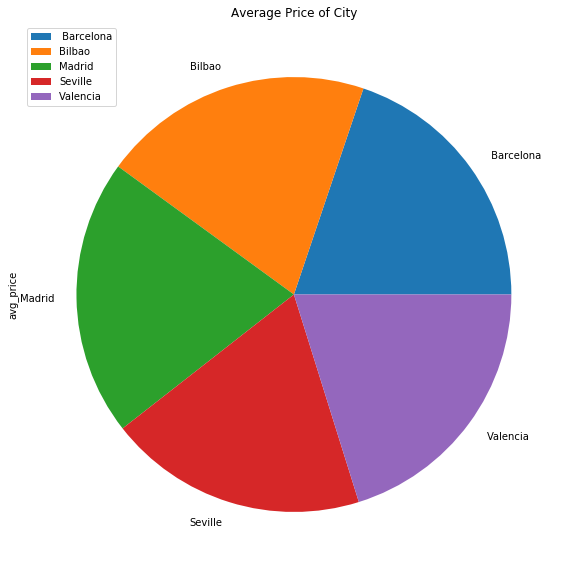 Average Price of City
Barcelona
Bilbao
Madrid
Seville
Valencia
Bilbao
Barcelona
Madrid
avg_price
Valencia
Seville